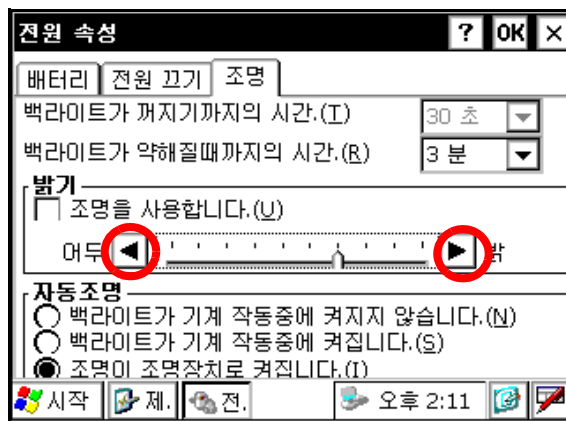 전원 속성 ? OK ×
배터리 전원 끄기 조명
백라이트가 꺼지기까지의 시간.(T) 30 초
백라이트가 약해질때까지의 시간.(R) 3 분
밝기
조명을 사용합니다.(U)
어두 밝
자동조명
백라이트가 기계 작동중에 켜지지 않습니다.(N)
백라이트가 기계 작동중에 켜집니다.(S)
조명이 조명장치로 켜집니다.(I)
시작 제. 전. 오후 2:11